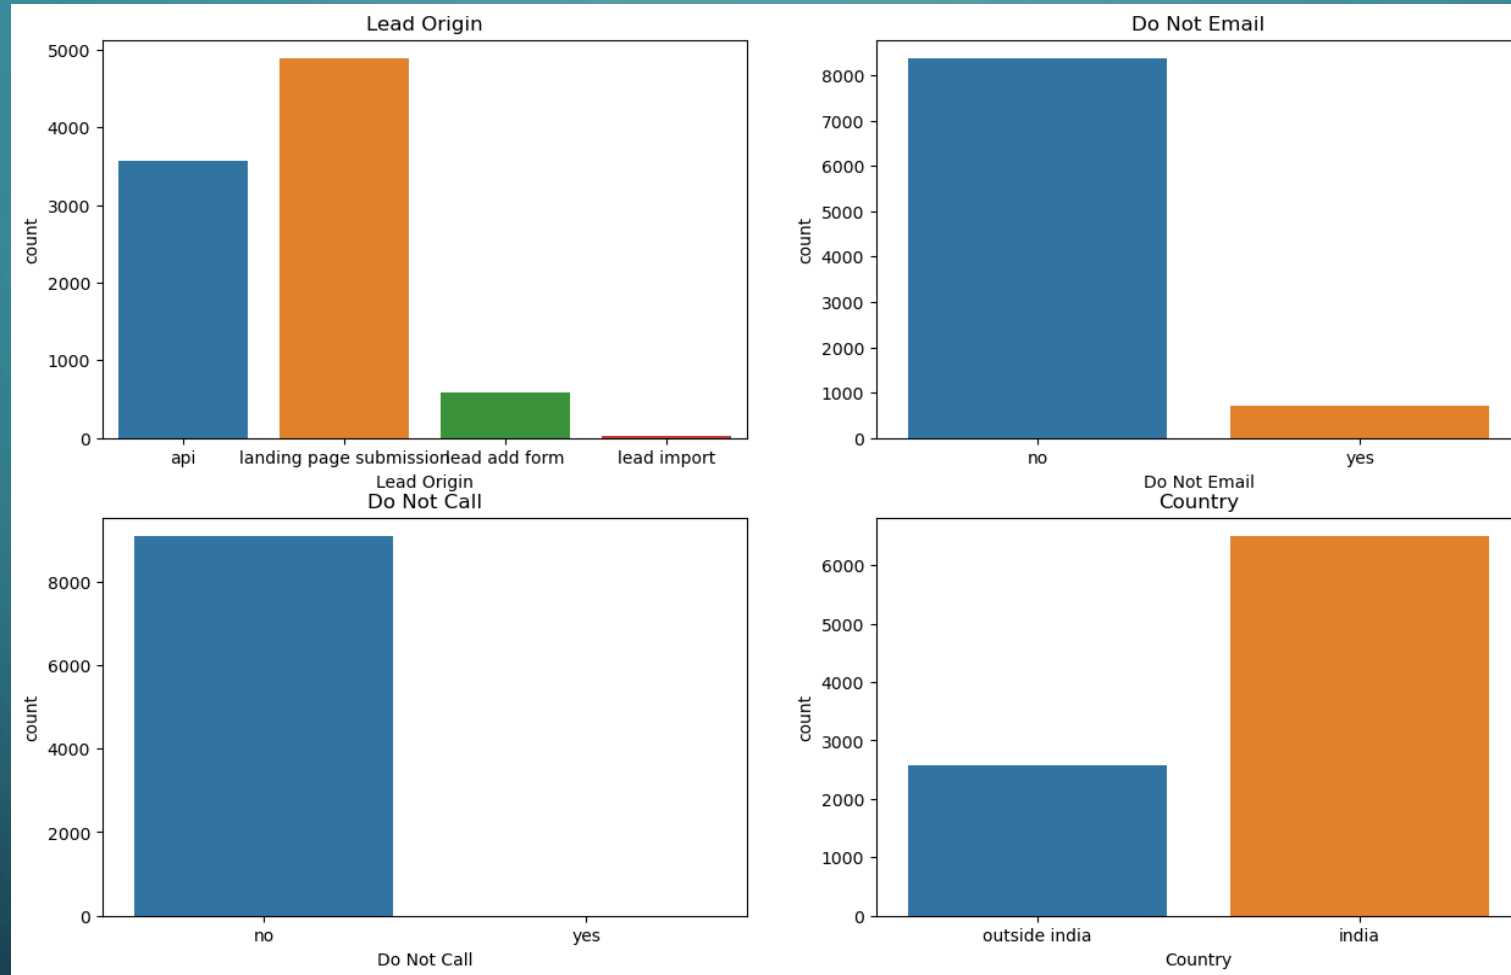 Lead Origin
5000
4000
3000
2000
1000
0
count
api
landing page submission
lead add form
lead import
Lead Origin
Do Not Email
8000
7000
6000
5000
4000
3000
2000
1000
0
count
no
yes
Do Not Email
Do Not Call
8000
6000
4000
2000
0
count
no
yes
Do Not Call
Country
6000
5000
4000
3000
2000
1000
0
count
outside india
india
Country